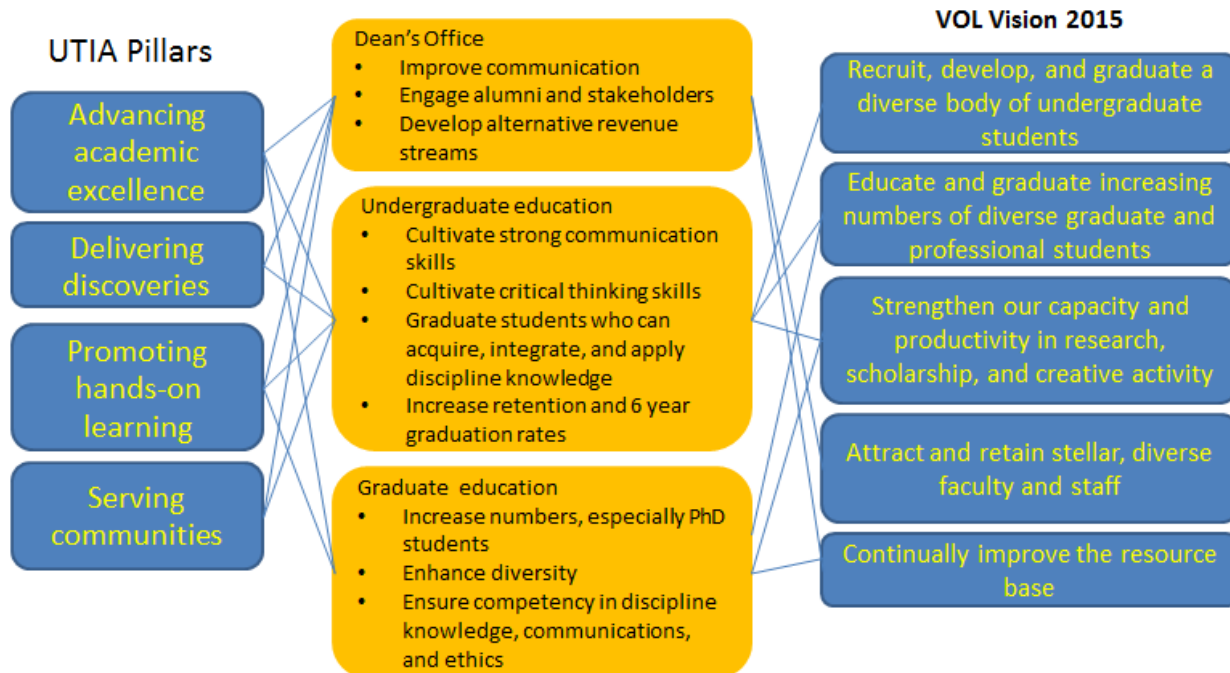 UTIA Pillars
Advancing
academic
excellence
Delivering
discoveries
Promoting
hands-on
learning
Serving
communities
Dean's Office
• Improve communication
• Engage alumni and stakeholders
• Develop alternative revenue
streams
Undergraduate education
• Cultivate strong communication
skills
• Cultivate critical thinking skills
• Graduate students who can
acquire, integrate, and apply
discipline knowledge
• Increase retention and 6 year
graduation rates
Graduate education
• Increase numbers, especially PhD
students
• Enhance diversity
• Ensure competency in discipline
knowledge, communications,
and ethics
VOL Vision 2015
Recruit, develop, and graduate a
diverse body of undergraduate
students
Educate and graduate increasing
numbers of diverse graduate and
professional students
Strengthen our capacity and
productivity in research,
scholarship, and creative activity
Attract and retain stellar, diverse
faculty and staff
Continually improve the resource
base